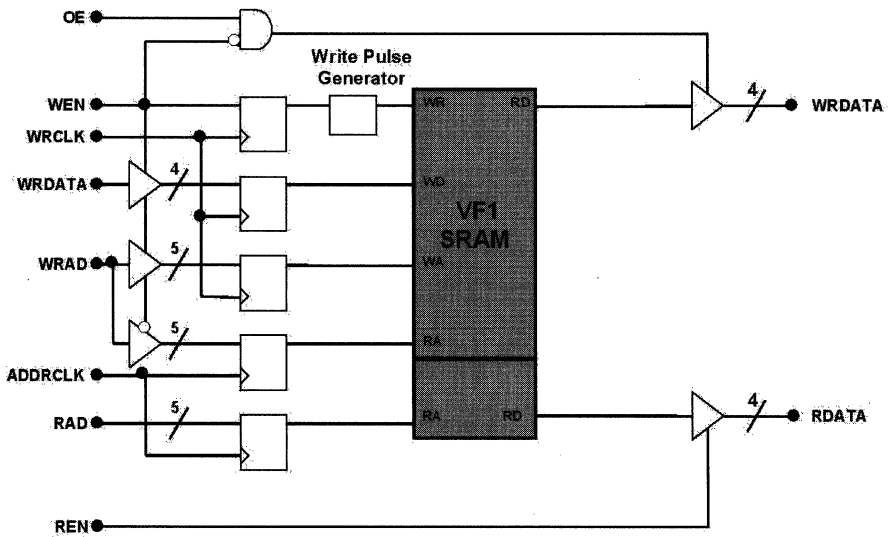 OE
Write Pulse
Generator
4
WRDATA
WEN
WR
RD
WRCLK
4
WRDATA
WD
VF1
SRAM
5
WRAD
WA
5
RA
ADDRCLK
5
4
RAD
RA
RD
RDATA
REN